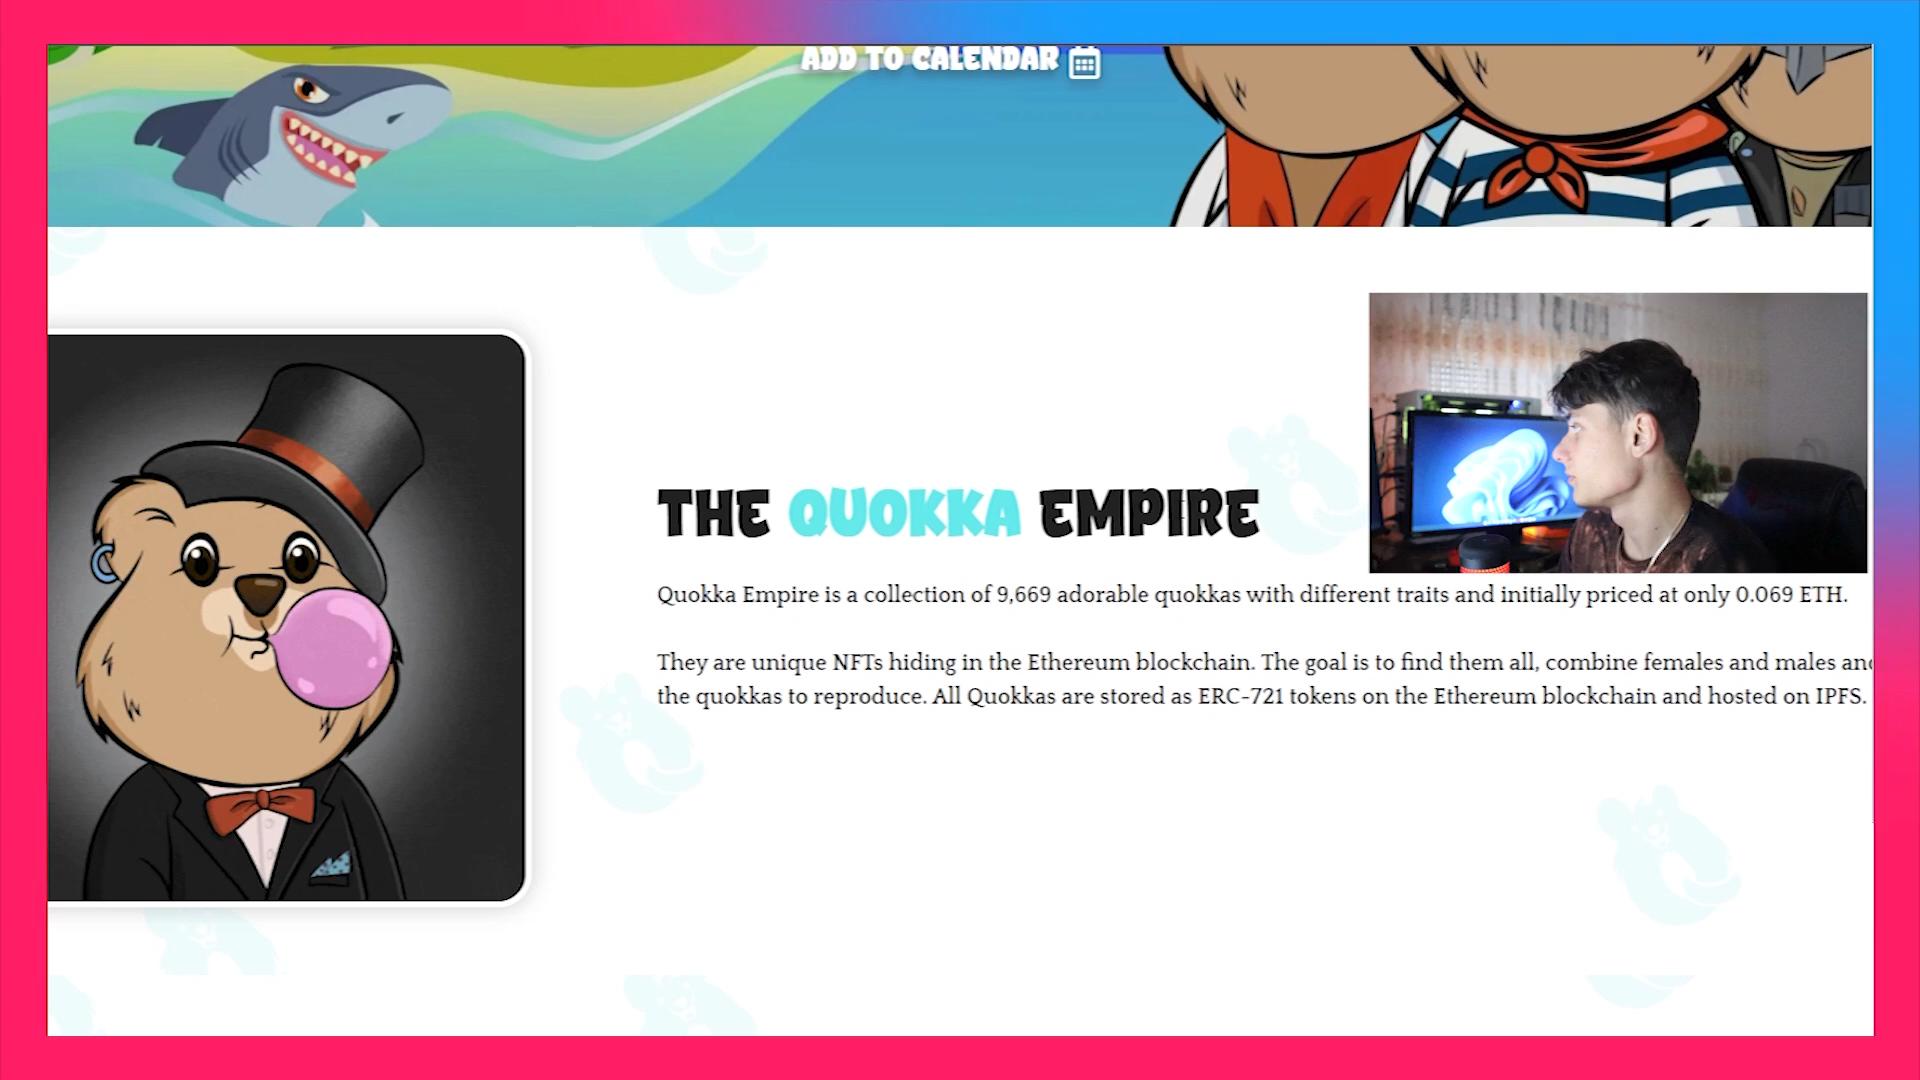 ADD TO CALENDAR
THE QUOKKA EMPIRE
Quokka Empire is a collection of 9,669 adorable quokkas with different traits and initially priced at only 0.069 ETH.
They are unique NFTs hiding in the Ethereum blockchain. The goal is to find them all, combine females and males and
the quokkas to reproduce. All Quokkas are stored as ERC-721 tokens on the Ethereum blockchain and hosted on IPFS.